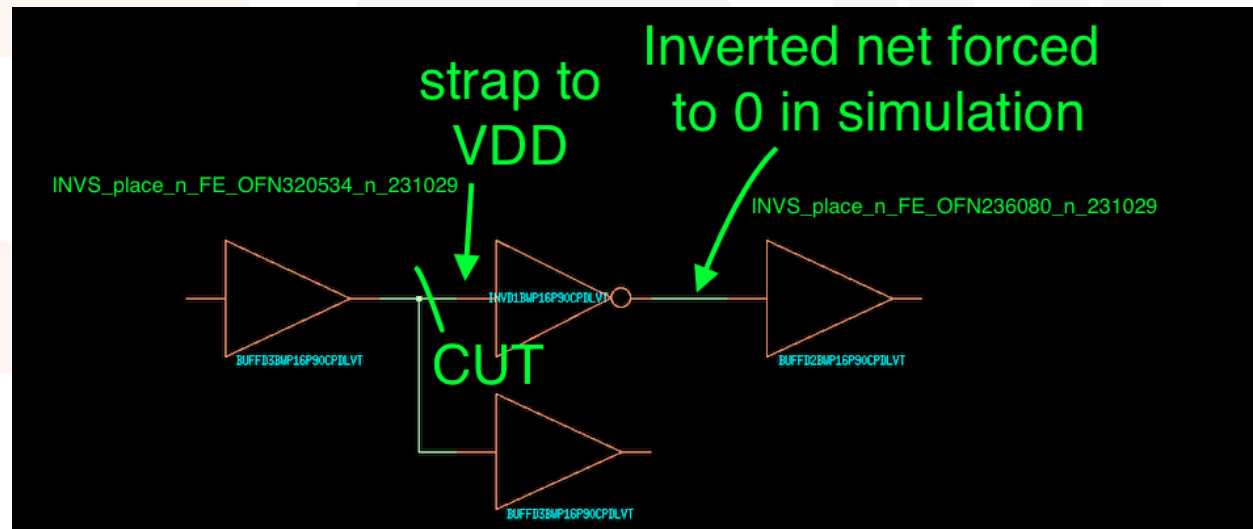 Inverted net forced
to 0 in simulation
strap to
VDD
INVS_place_n_FE_OFN320534_n_231029
INVS_place_n_FE_OFN236080_n_231029
INVD1BWP16P90CPDLVT
BUFFD3BWP16P90CPDLVT
CUT
BUFFD2BWP16P90CPDLVT
BUFFD3BWP16P90CPDLVT